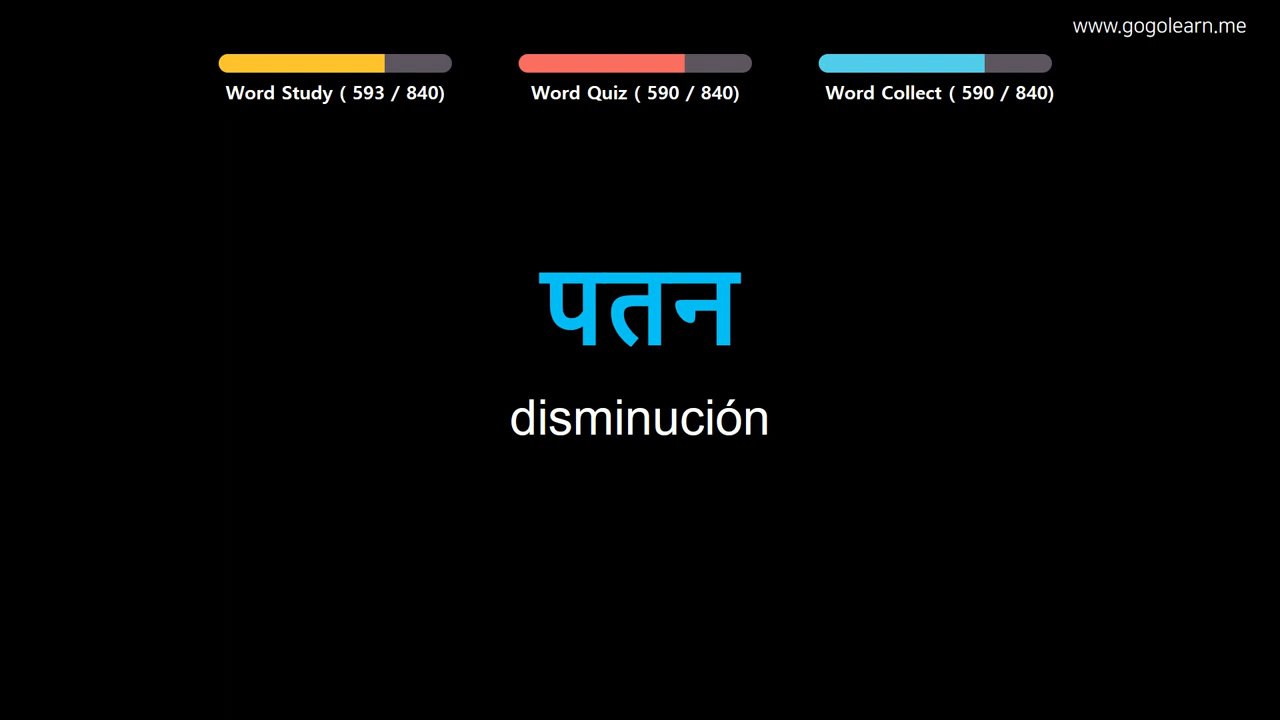 www.gogolearn.me
Word Study ( 593 / 840)
Word Quiz ( 590 / 840)
Word Collect ( 590 / 840)
पतन
disminución